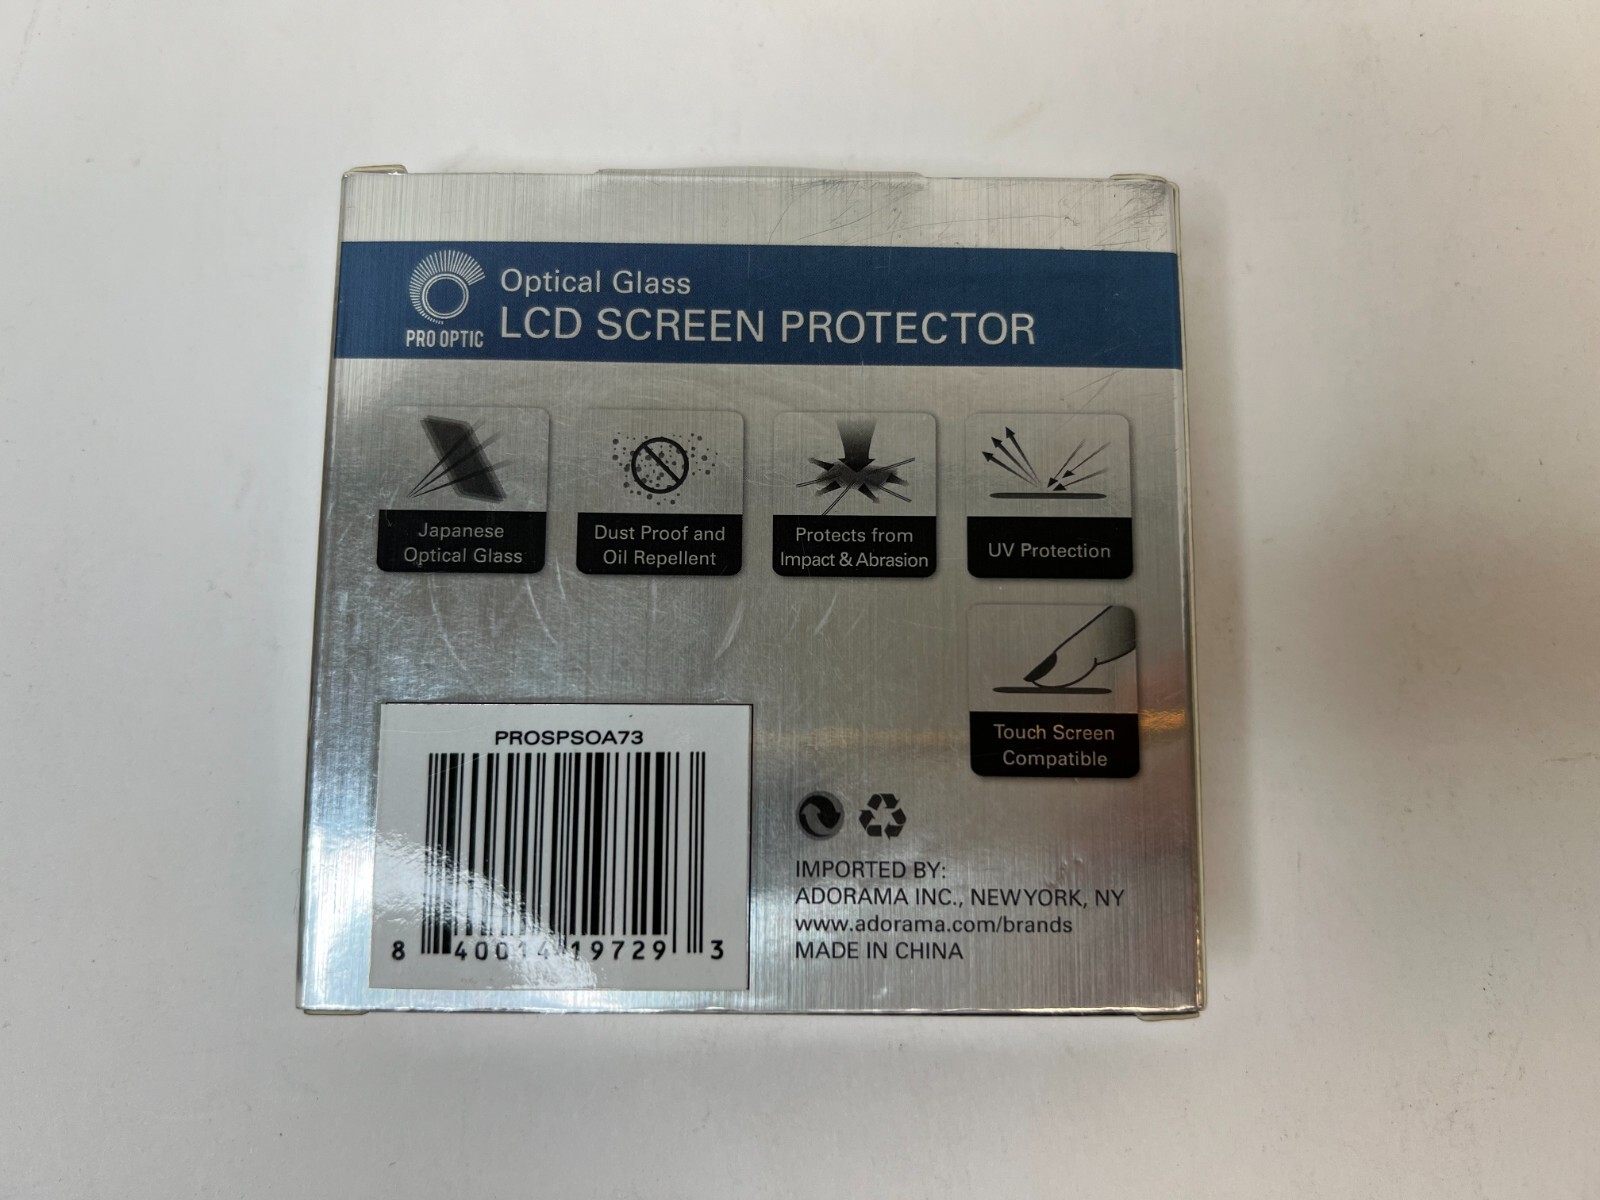 PRO OPTIC
Optical Glass
LCD SCREEN PROTECTOR
Japanese
Optical Glass
Dust Proof and
Oil Repellent
Protects from
Impact & Abrasion
UV Protection
Touch Screen
Compatible
PROSPSOA73
8 40014 19729 3
IMPORTED BY:
ADORAMA INC., NEW YORK, NY
www.adorama.com/brands
MADE IN CHINA